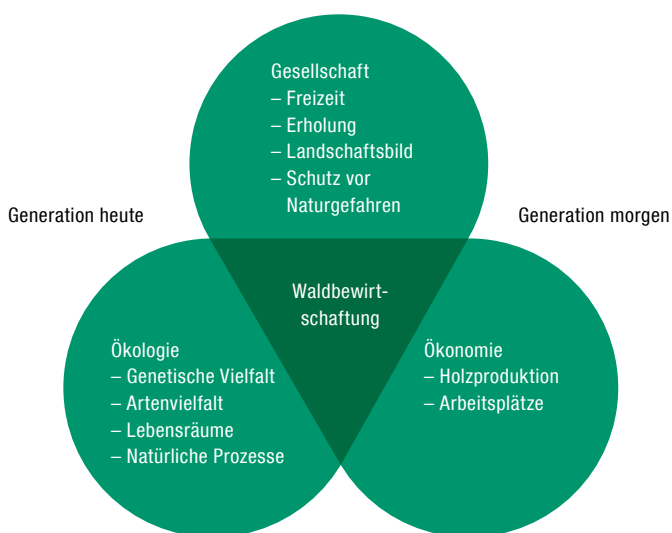 Gesellschaft
– Freizeit
– Erholung
– Landschaftsbild
– Schutz vor
Naturgefahren
Generation heute
Generation morgen
Waldbewirt-
schaftung
Ökologie
– Genetische Vielfalt
– Artenvielfalt
– Lebensräume
– Natürliche Prozesse
Ökonomie
– Holzproduktion
– Arbeitsplätze